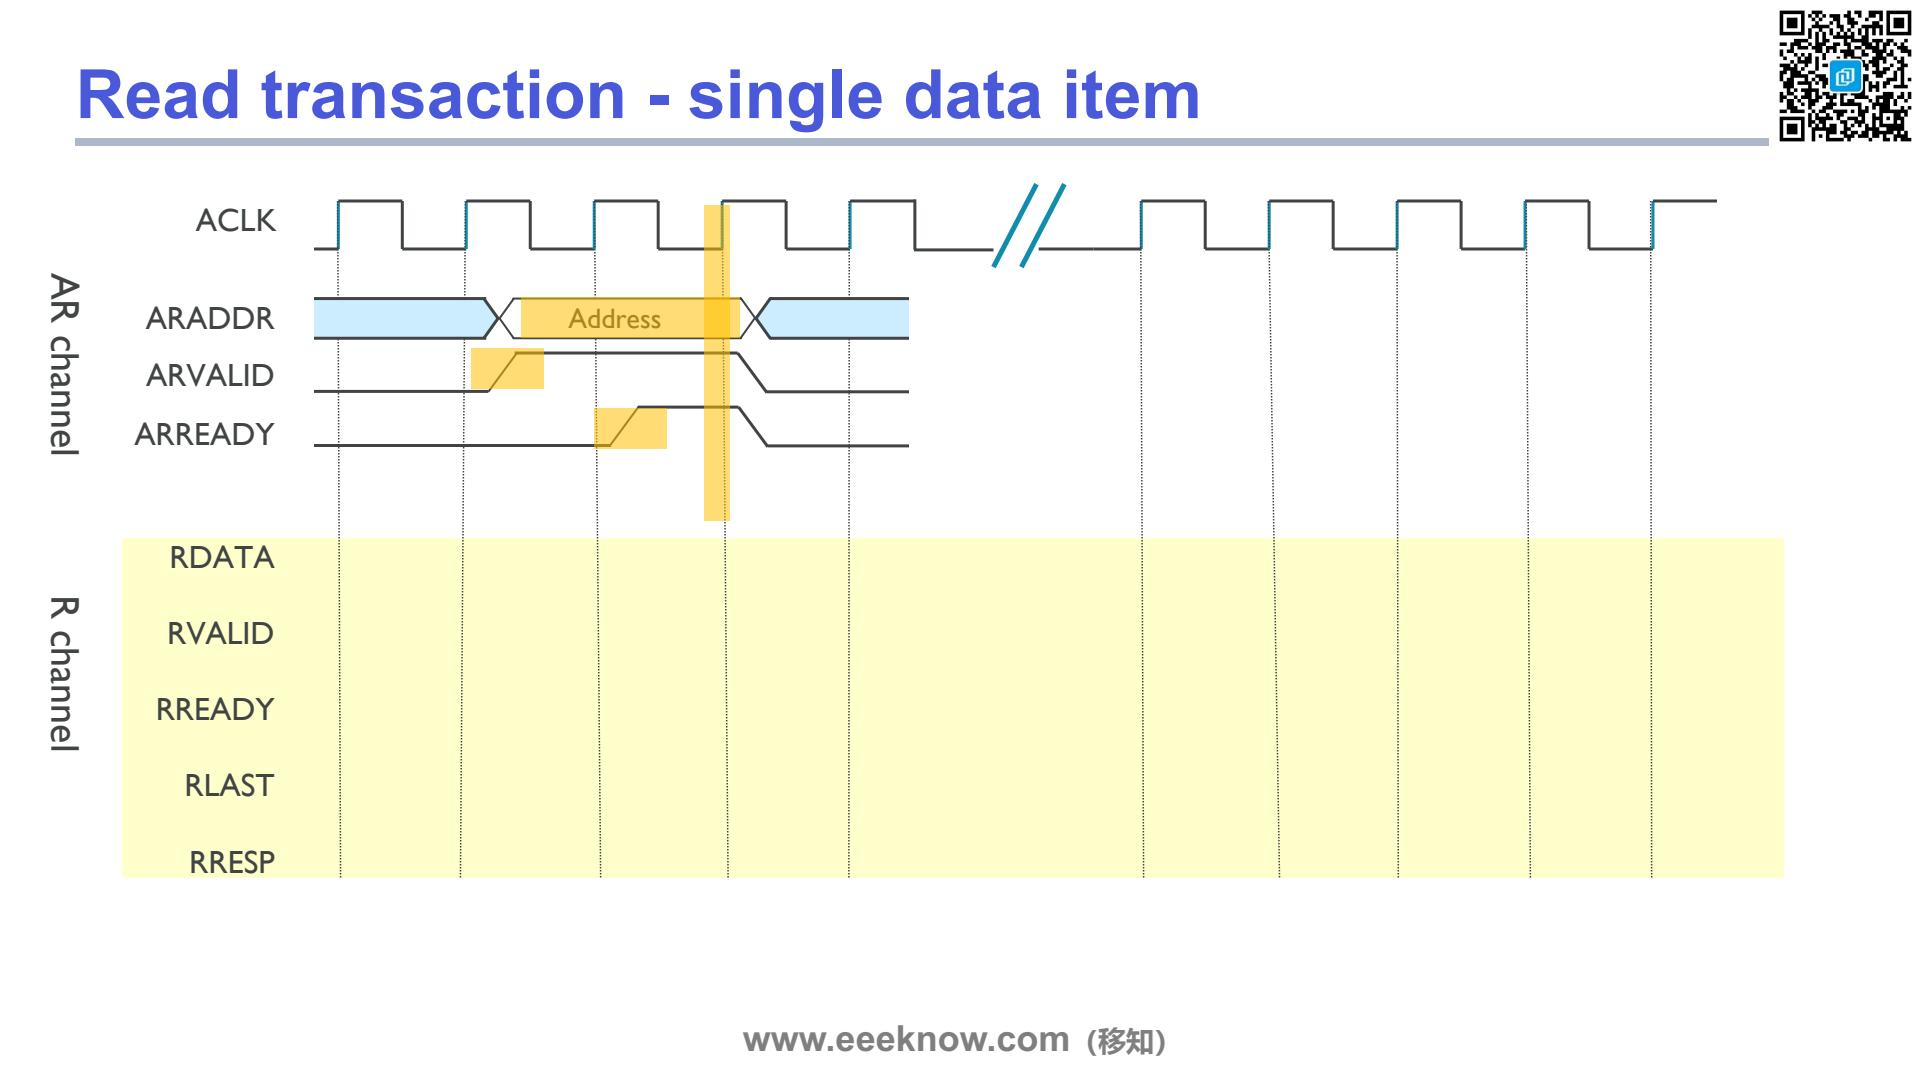 Read transaction - single data item
ACLK
AR channel
ARADDR
Address
ARVALID
ARREADY
R channel
RDATA
RVALID
RREADY
RLAST
RRESP
www.eeeknow.com (移知)